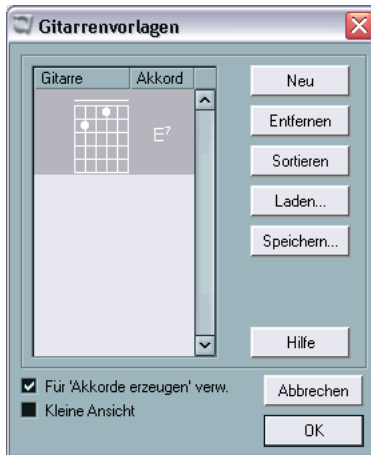 Gitarrenvorlagen
Gitarre Akkord
E7
Neu
Entfernen
Sortieren
Laden...
Speichern...
Hilfe
Für 'Akkorde erzeugen' verw.
Kleine Ansicht
Abbrechen
OK